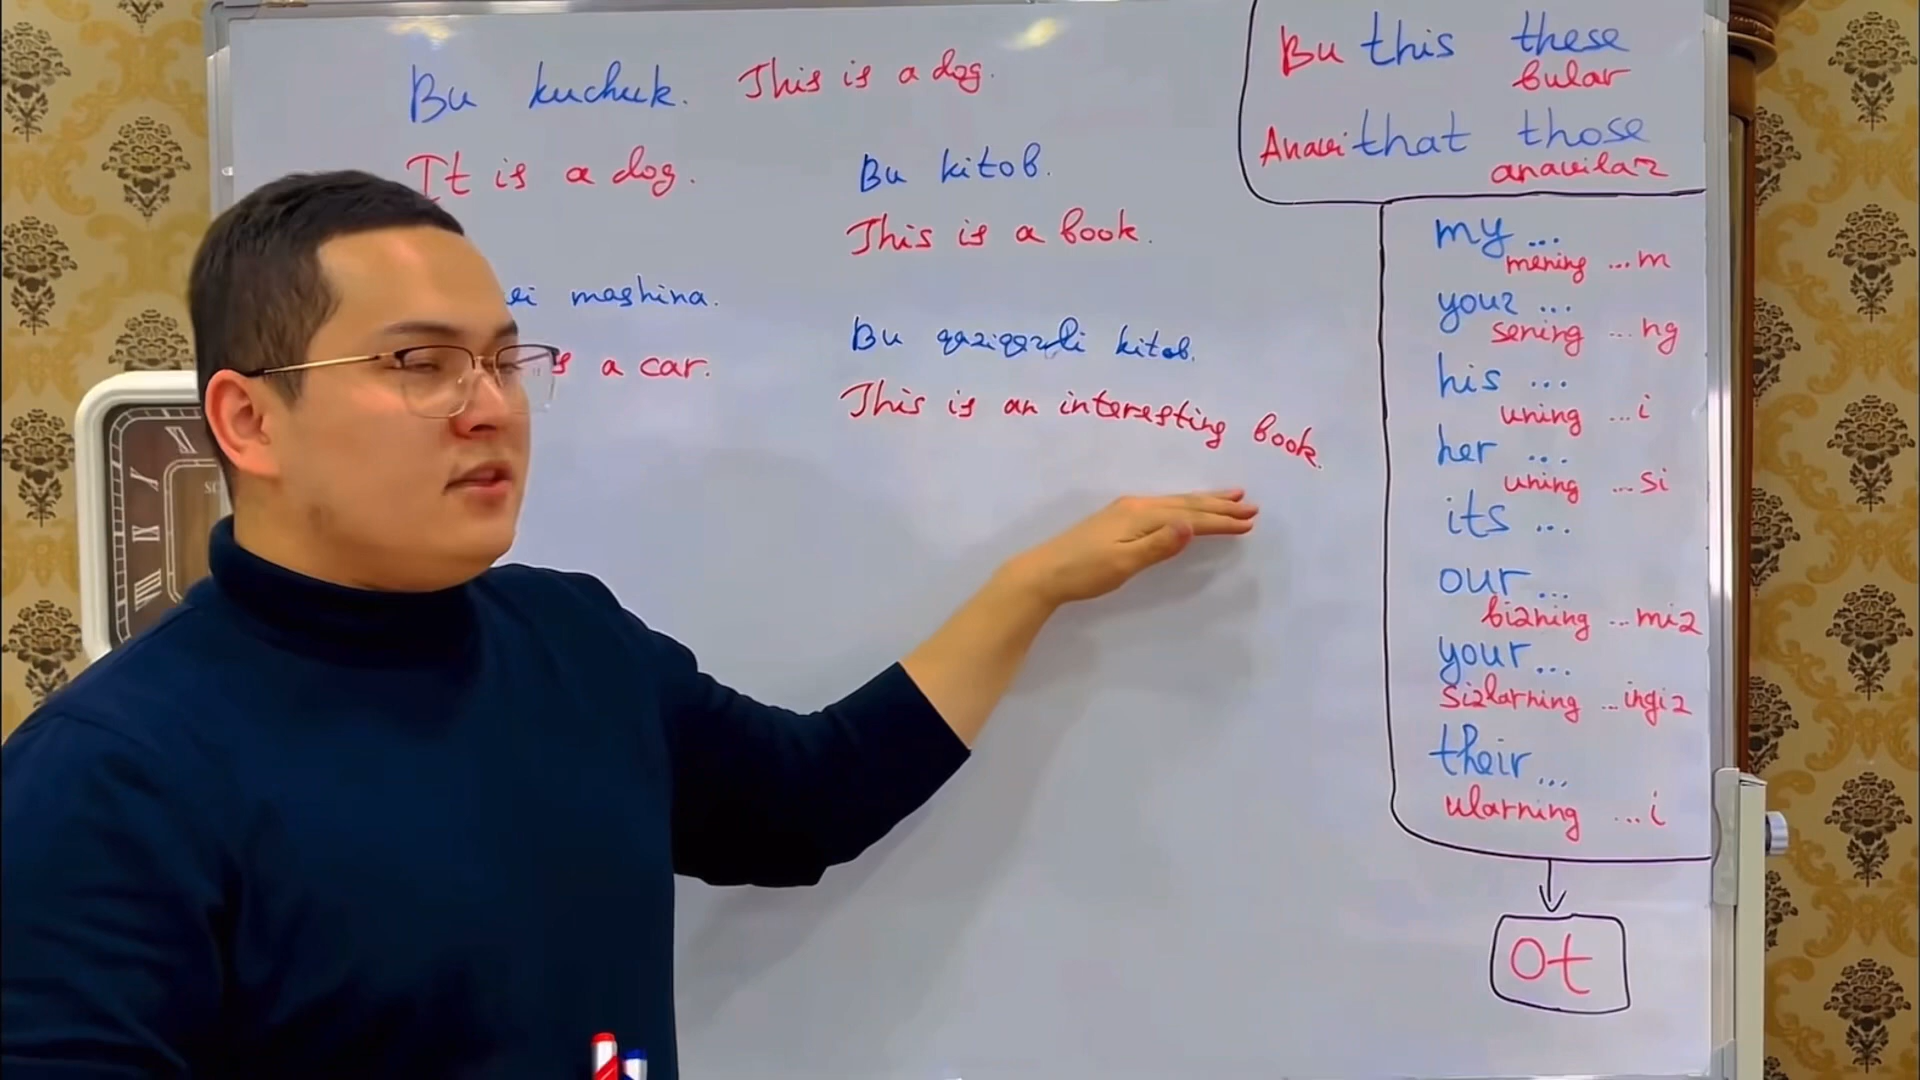 Bu kuchuk. This is a dog.
It is a dog.
Bu kitob.
This is a book.
mashina.
a car.
Bu qiziqarli kitob.
This is an interesting book.
Bu this these
bular
Anavi that those
anavilar
my ...
mening ...m
your ...
sening ...ng
his ...
uning ...i
her ...
uning ...si
its ...
our ...
bizning ...miz
your ...
sizlarning ...ingiz
their ...
ularning ...i
Ot